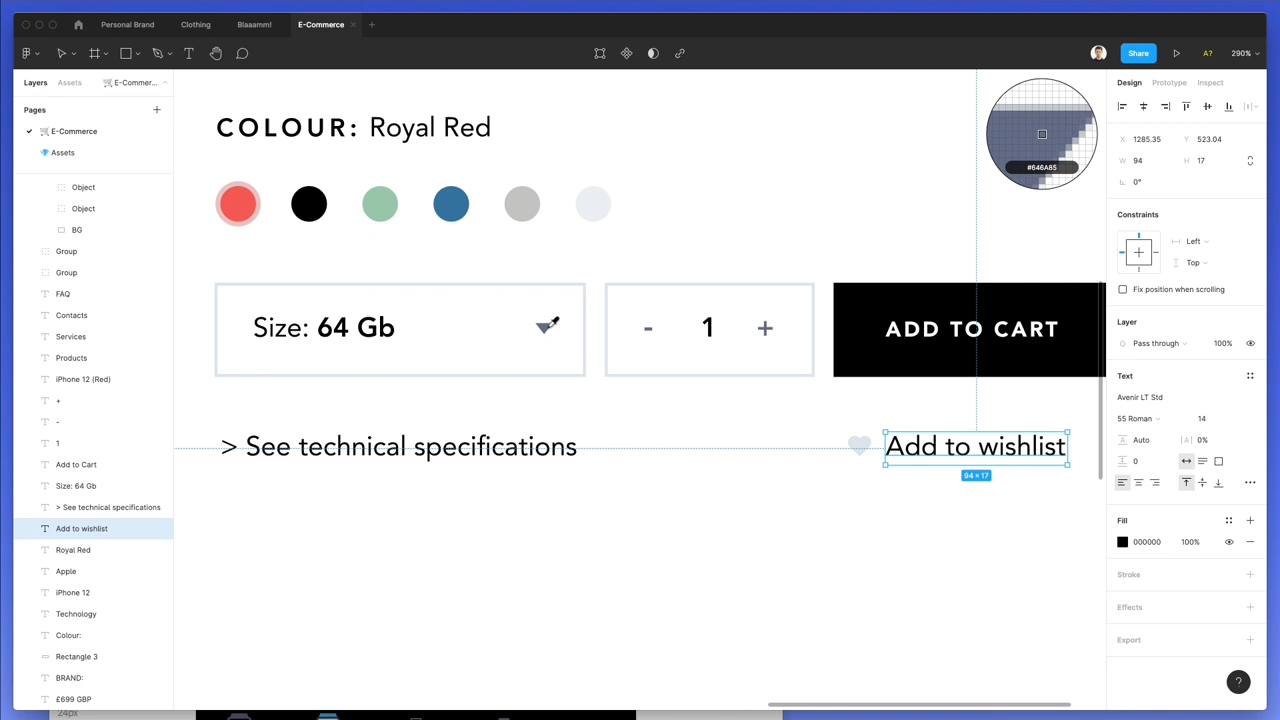 Personal Brand
Clothing
Blaaamm!
E-Commerce
Share
A?
290%
Layers
Assets
E-Commer...
Design
Prototype
Inspect
Pages
E-Commerce
Assets
Object
Object
BG
Group
Group
FAQ
Contacts
Services
Products
iPhone 12 (Red)
+
-
1
Add to Cart
Size: 64 Gb
> See technical specifications
Add to wishlist
Royal Red
Apple
iPhone 12
Technology
Colour:
Rectangle 3
BRAND:
£699 GBP
24px
COLOUR: Royal Red
#646A85
Size: 64 Gb
- 1 +
ADD TO CART
> See technical specifications
Add to wishlist
94 × 17
X 1285.35 Y 523.04
W 94 H 17
0°
Constraints
Left
Top
Fix position when scrolling
Layer
Pass through 100%
Text
Avenir LT Std
55 Roman 14
Auto 0%
0
Fill
000000 100%
Stroke
Effects
Export
?